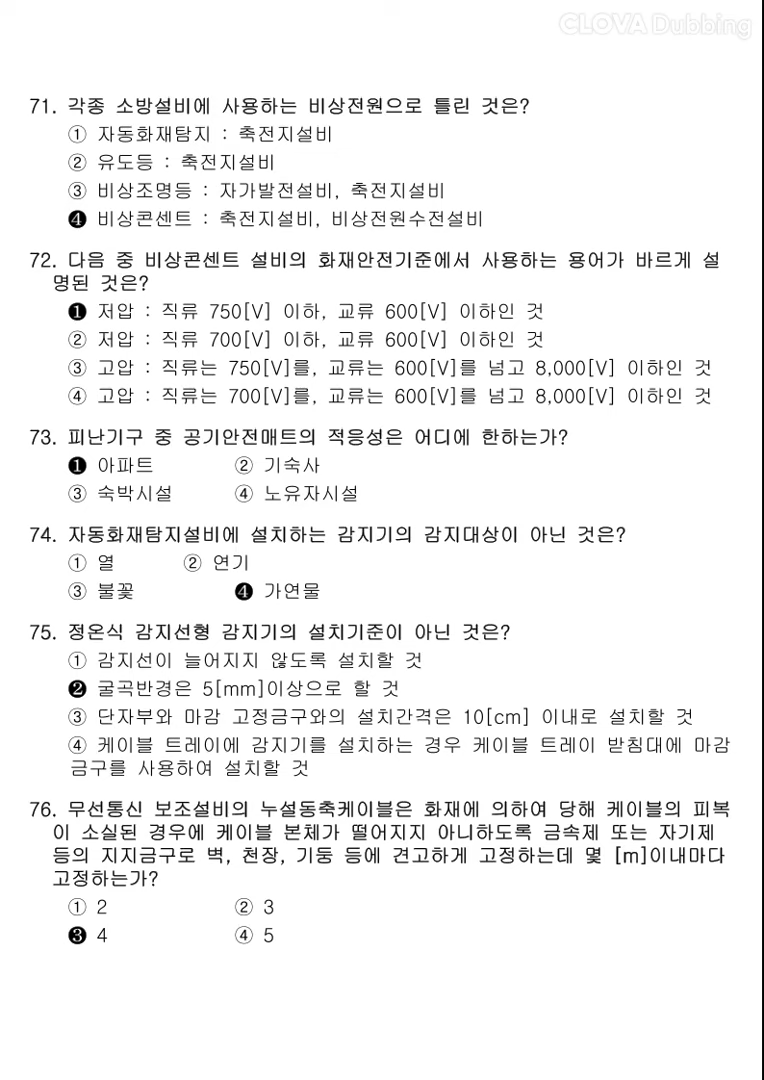 CLOVA Dubbing
71. 각종 소방설비에 사용하는 비상전원으로 틀린 것은?
① 자동화재탐지 : 축전지설비
② 유도등 : 축전지설비
③ 비상조명등 : 자가발전설비, 축전지설비
❹ 비상콘센트 : 축전지설비, 비상전원수전설비
72. 다음 중 비상콘센트 설비의 화재안전기준에서 사용하는 용어가 바르게 설
명된 것은?
❶ 저압 : 직류 750[V] 이하, 교류 600[V] 이하인 것
② 저압 : 직류 700[V] 이하, 교류 600[V] 이하인 것
③ 고압 : 직류는 750[V]를, 교류는 600[V]를 넘고 8,000[V] 이하인 것
④ 고압 : 직류는 700[V]를, 교류는 600[V]를 넘고 8,000[V] 이하인 것
73. 피난기구 중 공기안전매트의 적응성은 어디에 한하는가?
❶ 아파트 ② 기숙사
③ 숙박시설 ④ 노유자시설
74. 자동화재탐지설비에 설치하는 감지기의 감지대상이 아닌 것은?
① 열 ② 연기
③ 불꽃 ❹ 가연물
75. 정온식 감지선형 감지기의 설치기준이 아닌 것은?
① 감지선이 늘어지지 않도록 설치할 것
❷ 굴곡반경은 5[mm]이상으로 할 것
③ 단자부와 마감 고정금구와의 설치간격은 10[cm] 이내로 설치할 것
④ 케이블 트레이에 감지기를 설치하는 경우 케이블 트레이 받침대에 마감
금구를 사용하여 설치할 것
76. 무선통신 보조설비의 누설동축케이블은 화재에 의하여 당해 케이블의 피복
이 소실된 경우에 케이블 본체가 떨어지지 아니하도록 금속제 또는 자기제
등의 지지금구로 벽, 천장, 기둥 등에 견고하게 고정하는데 몇 [m]이내마다
고정하는가?
① 2 ② 3
❸ 4 ④ 5